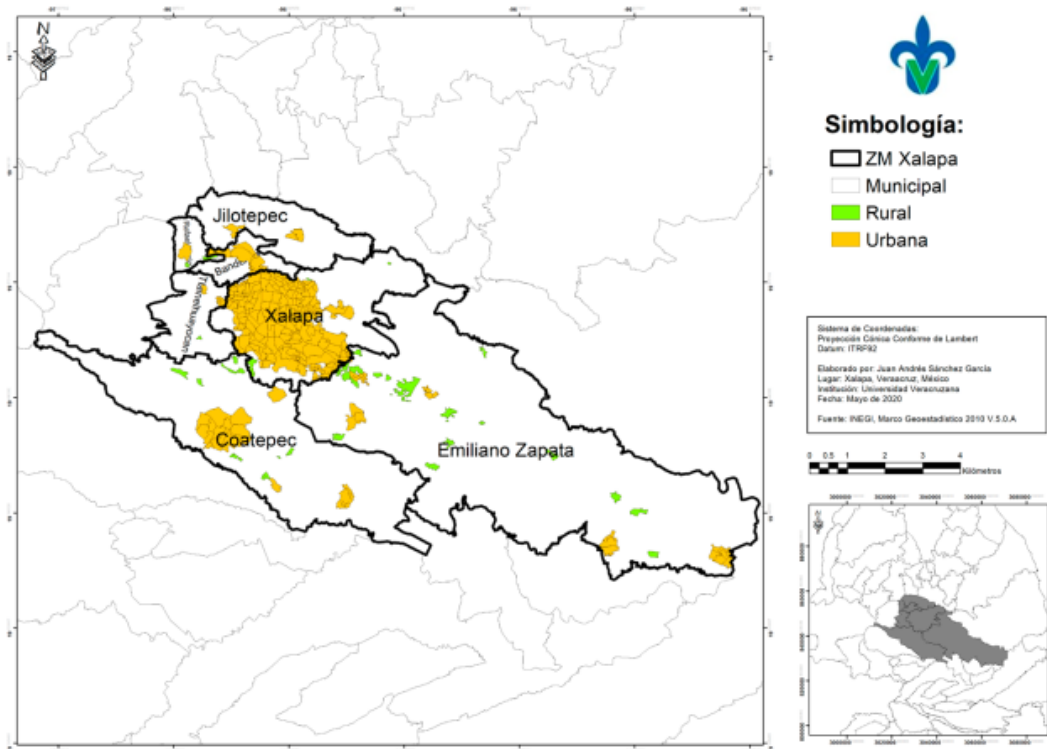 N
Jilotepec
Bande
Xalapa
Coatepec
Emiliano Zapata
Simbología:
ZM Xalapa
Municipal
Rural
Urbana
Sistema de Coordenadas:
Proyección Cónica Conforme de Lambert
Datum: ITRF92
Elaborado por: Juan Andrés Sánchez García
Lugar: Xalapa, Veraacruz, México
Institución: Universidad Veracruzana
Fecha: Mayo de 2020
Fuente: INEGI, Marco Geoestadístico 2010 V.5.0.A
0 0.5 1 2 3 4
Kilómetros